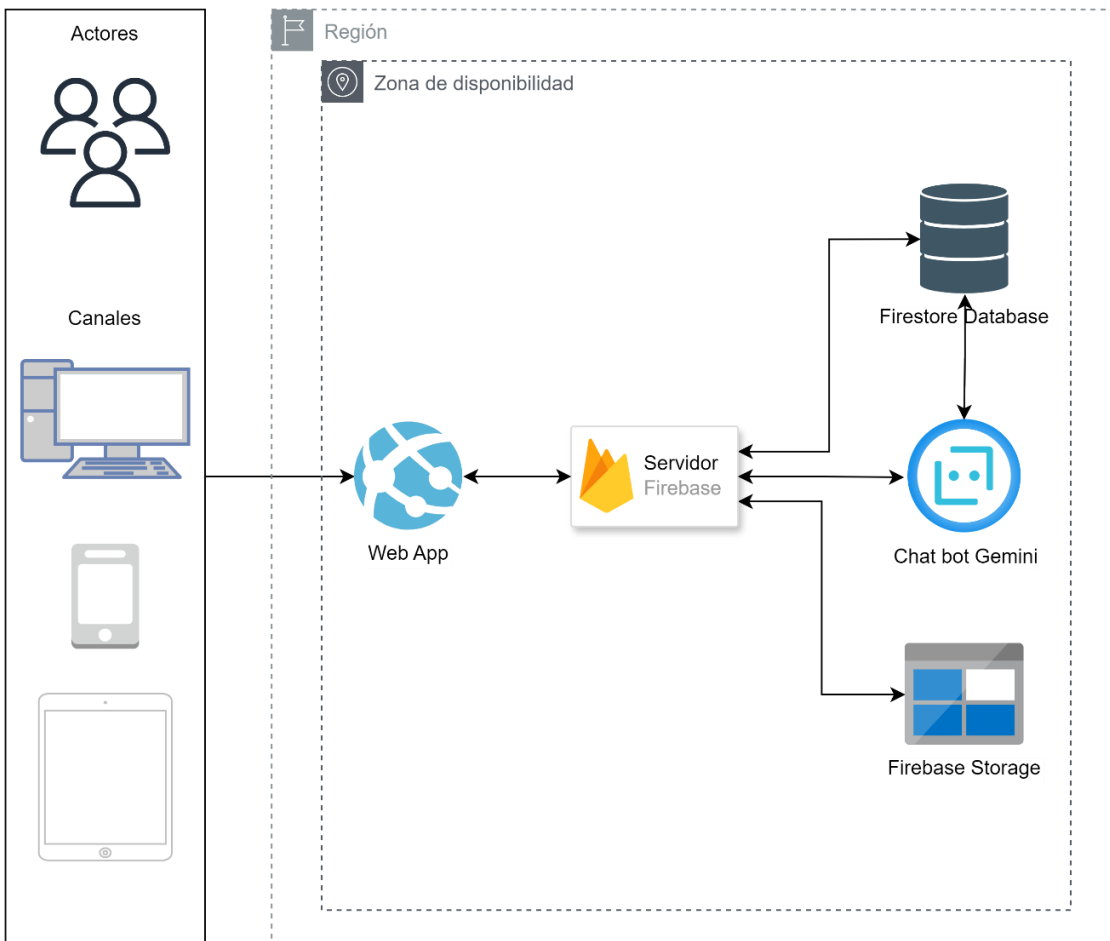 Actores
Región
Zona de disponibilidad
Canales
Firestore Database
Servidor
Firebase
Web App
Chat bot Gemini
Firebase Storage